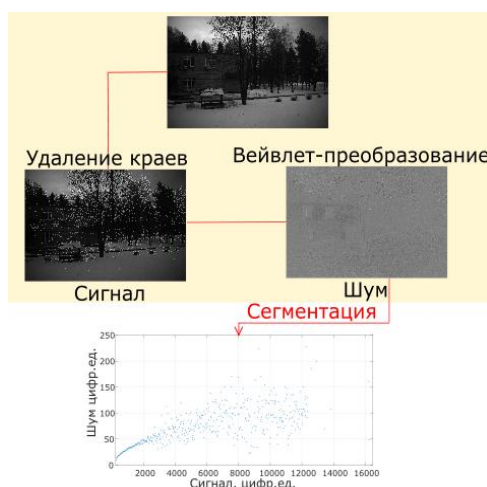 Удаление краев
Вейвлет-преобразование
Сигнал
Шум
Сегментация
250
200
150
100
50
0
Шум цифр.ед.
2000 4000 6000 8000 10000 12000 14000 16000
Сигнал, цифр.ед.